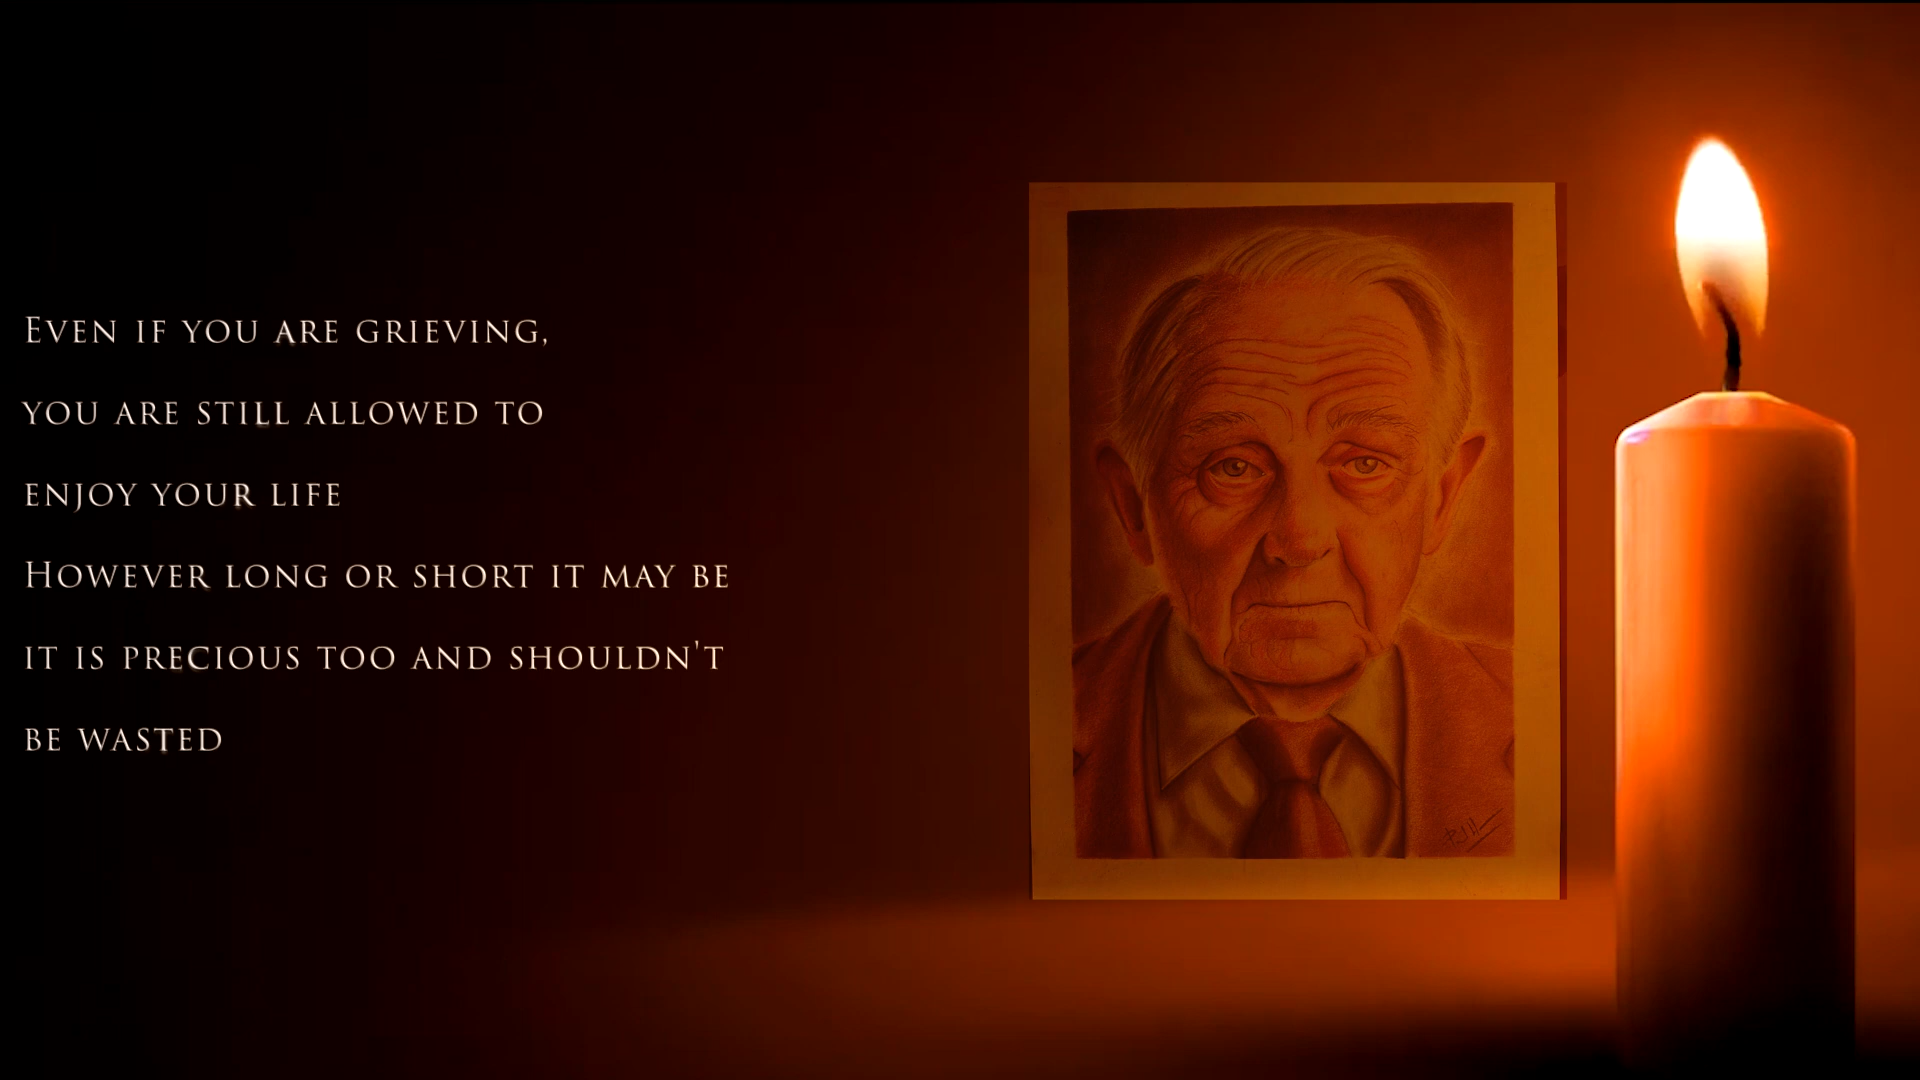 Even if you are grieving,
you are still allowed to
enjoy your life
However long or short it may be
it is precious too and shouldn't
be wasted